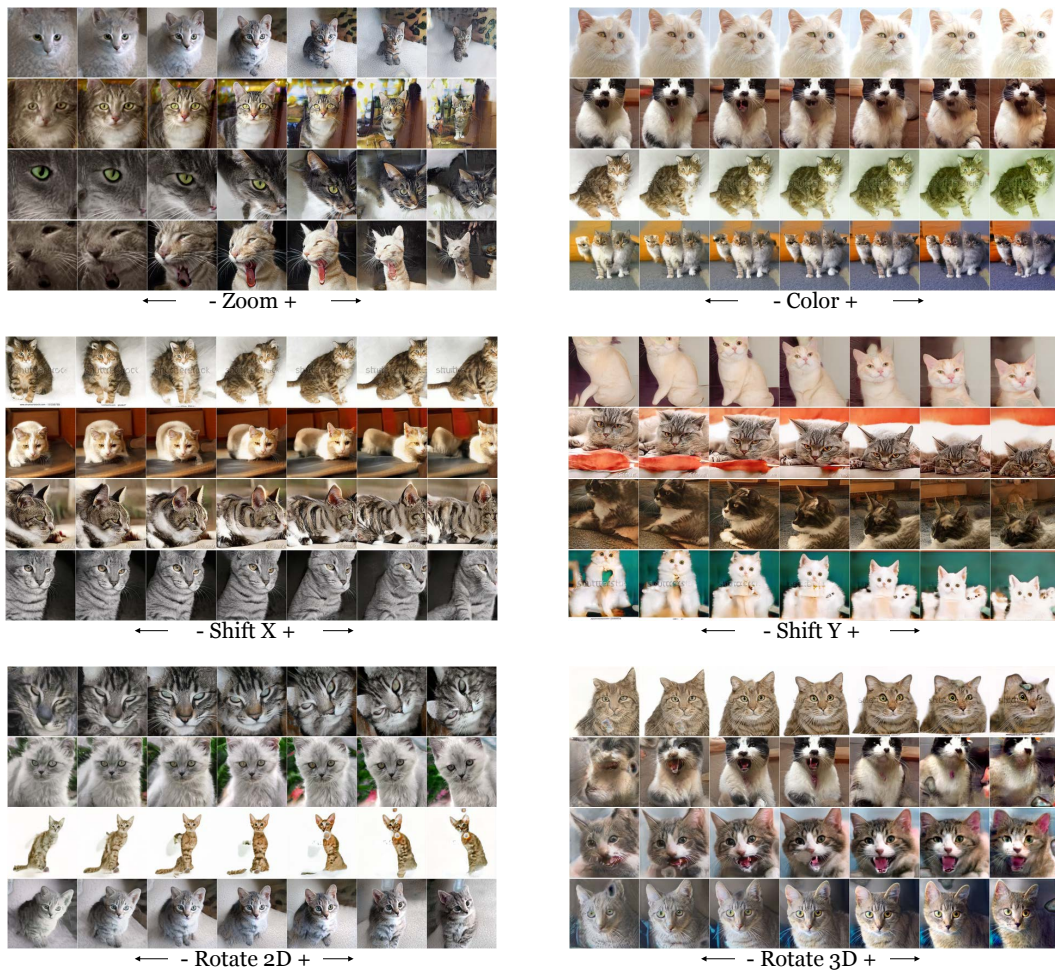 - Zoom +
- Color +
- Shift X +
- Shift Y +
- Rotate 2D +
- Rotate 3D +